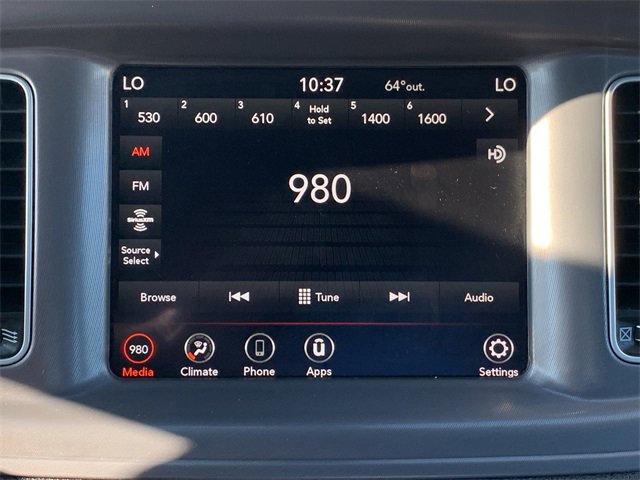 LO 10:37 64°out. LO
1 530 2 600 3 610 4 Hold to Set 5 1400 6 1600
AM
980
FM
SiriusXM
Source Select
Browse Tune Audio
980
Media Climate Phone Apps Settings